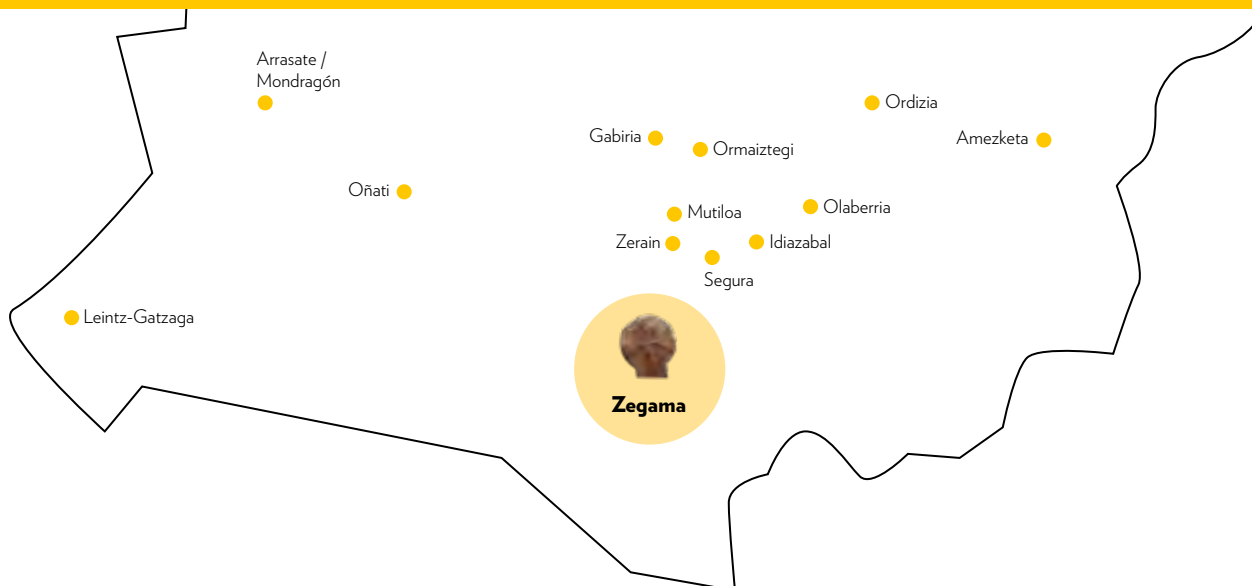 Arrasate /
Mondragón
Ordizia
Gabiria
Amezketa
Ormaiztegi
Oñati
Olaberria
Mutiloa
Zerain
Idiazabal
Segura
Leintz-Gatzaga
Zegama